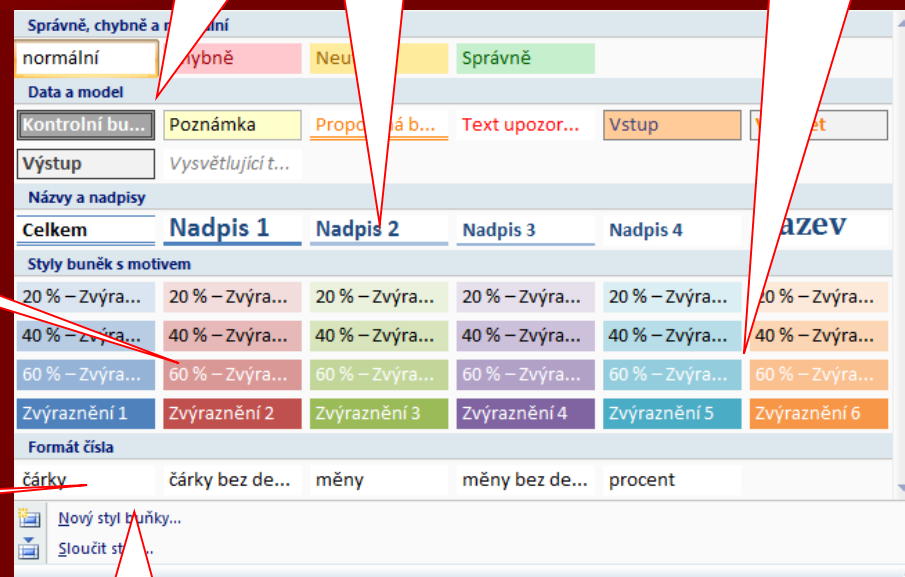 Správně, chybně a
normální
Správně
Data a model
Kontrolní bu... Poznámka b... Text upozor... Vstup
Výstup Vysvětlující t...
Názvy a nadpisy
Celkem Nadpis 1 Nadpis 2 Nadpis 3 Nadpis 4
Styly buněk s motivem
20 % – Zvýra... 20 % – Zvýra... 20 % – Zvýra... 20 % – Zvýra... 20 % – Zvýra... 20 % – Zvýra...
40 % – Zvýra... 40 % – Zvýra... 40 % – Zvýra... 40 % – Zvýra... 40 % – Zvýra... 40 % – Zvýra...
60 % – Zvýra... 60 % – Zvýra... 60 % – Zvýra... 60 % – Zvýra... 60 % – Zvýra... 60 % – Zvýra...
Zvýraznění 1 Zvýraznění 2 Zvýraznění 3 Zvýraznění 4 Zvýraznění 5 Zvýraznění 6
Formát čísla
čárky čárky bez de... měny měny bez de... procent
Nový styl buňky...
Sloučit